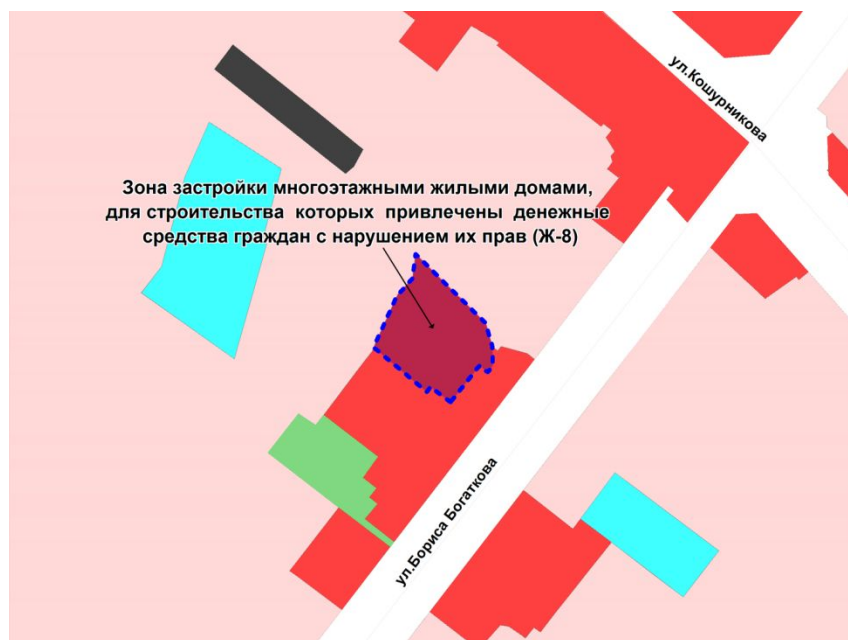 ул.Кошурникова
Зона застройки многоэтажными жилыми домами,
для строительства которых привлечены денежные
средства граждан с нарушением их прав (Ж-8)
ул.Бориса Богаткова